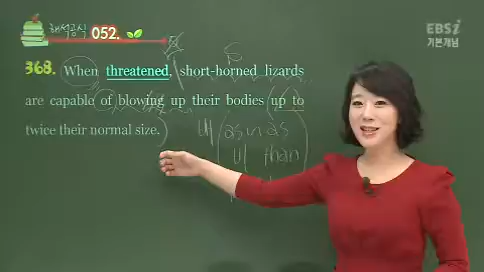 해석공식 052.
EBSi
기본개념
368. When threatened, short-horned lizards
S
are capable of blowing up their bodies up to
twice their normal size.
as as
than